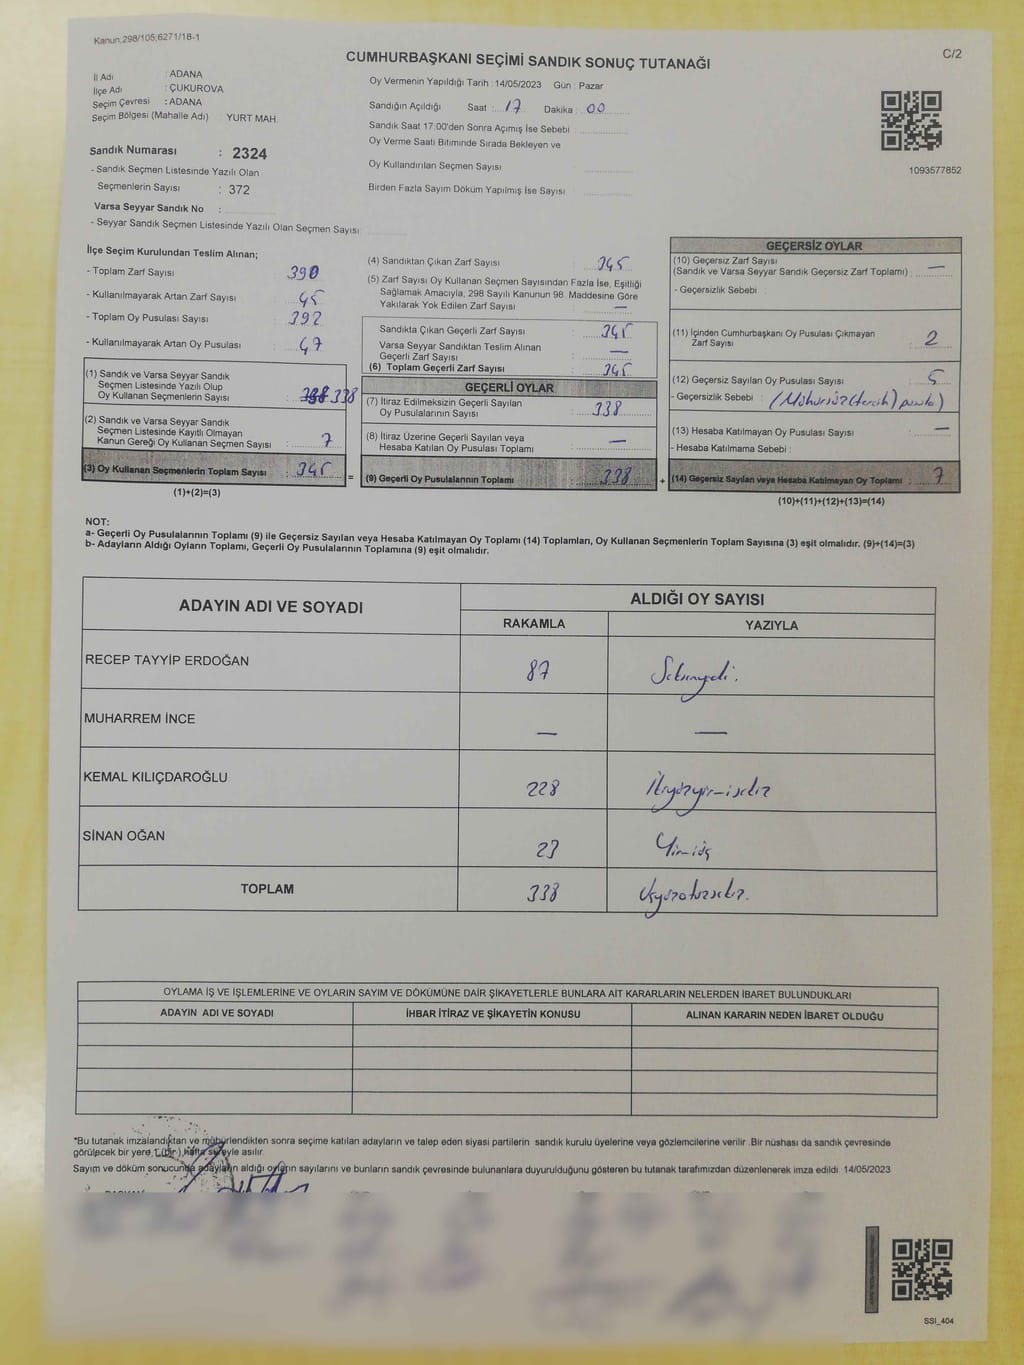 Kanun.298/105;6271/18-1
CUMHURBAŞKANI SEÇİMİ SANDIK SONUÇ TUTANAĞI
C/2
İl Adı : ADANA
İlçe Adı : ÇUKUROVA
Seçim Çevresi : ADANA
Seçim Bölgesi (Mahalle Adı) YURT MAH.
Sandık Numarası : 2324
- Sandık Seçmen Listesinde Yazılı Olan
Seçmenlerin Sayısı : 372
Varsa Seyyar Sandık No :
- Seyyar Sandık Seçmen Listesinde Yazılı Olan Seçmen Sayısı
Oy Vermenin Yapıldığı Tarih : 14/05/2023 Gün : Pazar
Sandığın Açıldığı Saat : 17 Dakika : 00
Sandık Saat 17:00'den Sonra Açımış İse Sebebi :
Oy Verme Saati Bitiminde Sırada Bekleyen ve
Oy Kullandırılan Seçmen Sayısı
Birden Fazla Sayım Döküm Yapılmış İse Sayısı
1093577852
İlçe Seçim Kurulundan Teslim Alınan;
- Toplam Zarf Sayısı 390
- Kullanılmayarak Artan Zarf Sayısı : 45
- Toplam Oy Pusulası Sayısı : 392
- Kullanılmayarak Artan Oy Pusulası : 47
(1) Sandık ve Varsa Seyyar Sandık
Seçmen Listesinde Yazılı Olup
Oy Kullanan Seçmenlerin Sayısı : 338
(2) Sandık ve Varsa Seyyar Sandık
Seçmen Listesinde Kayıtlı Olmayan
Kanun Gereği Oy Kullanan Seçmen Sayısı : 7
(3) Oy Kullanan Seçmenlerin Toplam Sayısı : 345
(1)+(2)=(3)
=
(4) Sandıktan Çıkan Zarf Sayısı : 345
(5) Zarf Sayısı Oy Kullanan Seçmen Sayısından Fazla İse, Eşitliği
Sağlamak Amacıyla, 298 Sayılı Kanunun 98. Maddesine Göre
Yakılarak Yok Edilen Zarf Sayısı : —
Sandıkta Çıkan Geçerli Zarf Sayısı : 345
Varsa Seyyar Sandıktan Teslim Alınan
Geçerli Zarf Sayısı : —
(6) Toplam Geçerli Zarf Sayısı : 345
GEÇERLİ OYLAR
(7) İtiraz Edilmeksizin Geçerli Sayılan
Oy Pusulalarının Sayısı : 338
(8) İtiraz Üzerine Geçerli Sayılan veya
Hesaba Katılan Oy Pusulası Toplamı : —
(9) Geçerli Oy Pusulalarının Toplamı : 338
+
GEÇERSİZ OYLAR
(10) Geçersiz Zarf Sayısı
(Sandık ve Varsa Seyyar Sandık Geçersiz Zarf Toplamı) : —
- Geçersizlik Sebebi :
(11) İçinden Cumhurbaşkanı Oy Pusulası Çıkmayan
Zarf Sayısı : 2
(12) Geçersiz Sayılan Oy Pusulası Sayısı : 5
- Geçersizlik Sebebi : (Mühürsüz (tercih) pusula)
(13) Hesaba Katılmayan Oy Pusulası Sayısı : —
- Hesaba Katılmama Sebebi :
(14) Geçersiz Sayılan veya Hesaba Katılmayan Oy Toplamı : 7
(10)+(11)+(12)+(13)=(14)
NOT:
a- Geçerli Oy Pusulalarının Toplamı (9) ile Geçersiz Sayılan veya Hesaba Katılmayan Oy Toplamı (14) Toplamları, Oy Kullanan Seçmenlerin Toplam Sayısına (3) eşit olmalıdır. (9)+(14)=(3)
b- Adayların Aldığı Oyların Toplamı, Geçerli Oy Pusulalarının Toplamına (9) eşit olmalıdır.
ADAYIN ADI VE SOYADI
ALDIĞI OY SAYISI
RAKAMLA YAZIYLA
RECEP TAYYİP ERDOĞAN 87 Seksenyedi.
MUHARREM İNCE — —
KEMAL KILIÇDAROĞLU 228 İkiyüzyirmisekiz
SİNAN OĞAN 23 Yirmiüç
TOPLAM 338 Üçyüzotuzsekiz.
OYLAMA İŞ VE İŞLEMLERİNE VE OYLARIN SAYIM VE DÖKÜMÜNE DAİR ŞİKAYETLERLE BUNLARA AİT KARARLARIN NELERDEN İBARET BULUNDUKLARI
ADAYIN ADI VE SOYADI İHBAR İTİRAZ VE ŞİKAYETİN KONUSU ALINAN KARARIN NEDEN İBARET OLDUĞU
*Bu tutanak imzalandıktan ve mühürlendikten sonra seçime katılan adayların ve talep eden siyasi partilerin sandık kurulu üyelerine veya gözlemcilerine verilir. Bir nüshası da sandık çevresinde
görülecek bir yere 1 (bir) hafta süreyle asılır.
Sayım ve döküm sonucunda adayların aldığı oyların sayılarını ve bunların sandık çevresinde bulunanlara duyurulduğunu gösteren bu tutanak tarafımızdan düzenlenerek imza edildi. 14/05/2023
SSI_404